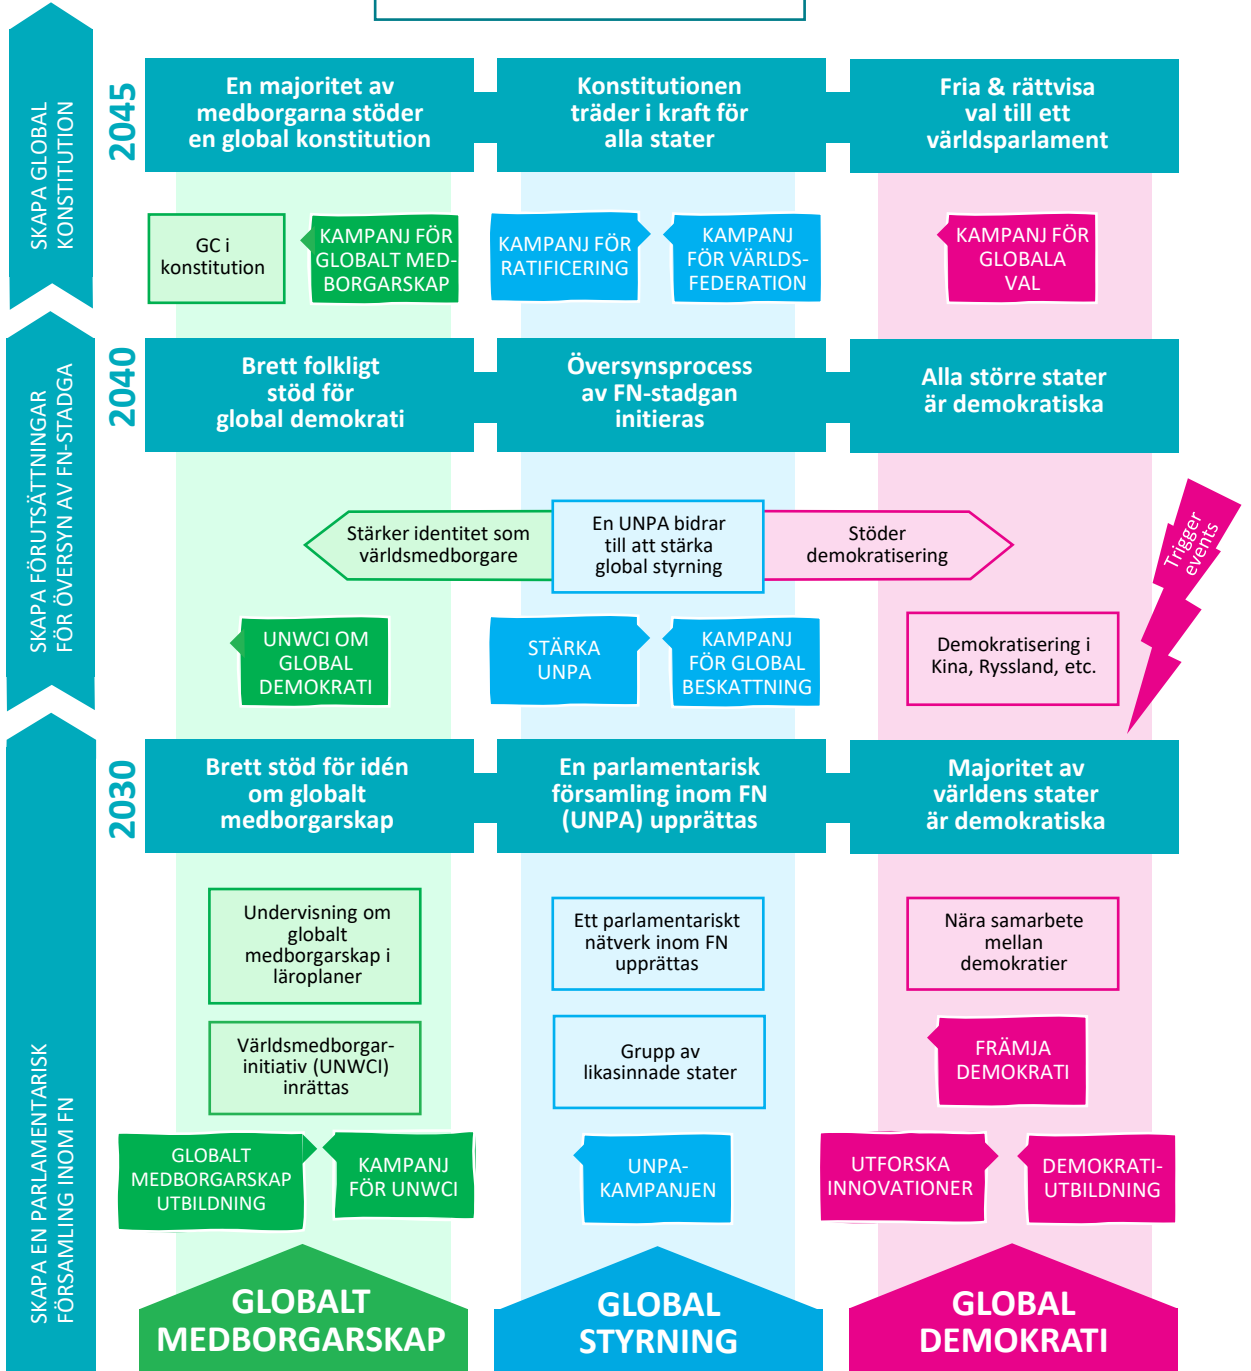 SKAPA GLOBAL
KONSTITUTION
2045
En majoritet av
medborgarna stöder
en global konstitution
Konstitutionen
träder i kraft för
alla stater
Fria & rättvisa
val till ett
världsparlament
GC i
konstitution
KAMPANJ FÖR
GLOBALT MED-
BORGARSKAP
KAMPANJ FÖR
RATIFICERING
KAMPANJ
FÖR VÄRLDS-
FEDERATION
KAMPANJ FÖR
GLOBALA
VAL
SKAPA FÖRUTSÄTTNINGAR
FÖR ÖVERSYN AV FN-STADGA
2040
Brett folkligt
stöd för
global demokrati
Översynsprocess
av FN-stadgan
initieras
Alla större stater
är demokratiska
Stärker identitet som
världsmedborgare
En UNPA bidrar
till att stärka
global styrning
Stöder
demokratisering
Trigger
events
UNWCI OM
GLOBAL
DEMOKRATI
STÄRKA
UNPA
KAMPANJ
FÖR GLOBAL
BESKATTNING
Demokratisering i
Kina, Ryssland, etc.
SKAPA EN PARLAMENTARISK
FÖRSAMLING INOM FN
2030
Brett stöd för idén
om globalt
medborgarskap
En parlamentarisk
församling inom FN
(UNPA) upprättas
Majoritet av
världens stater
är demokratiska
Undervisning om
globalt
medborgarskap i
läroplaner
Ett parlamentariskt
nätverk inom FN
upprättas
Nära samarbete
mellan
demokratier
Världsmedborgar-
initiativ (UNWCI)
inrättas
Grupp av
likasinnade stater
FRÄMJA
DEMOKRATI
GLOBALT
MEDBORGARSKAP
UTBILDNING
KAMPANJ
FÖR UNWCI
UNPA-
KAMPANJEN
UTFORSKA
INNOVATIONER
DEMOKRATI-
UTBILDNING
GLOBALT
MEDBORGARSKAP
GLOBAL
STYRNING
GLOBAL
DEMOKRATI